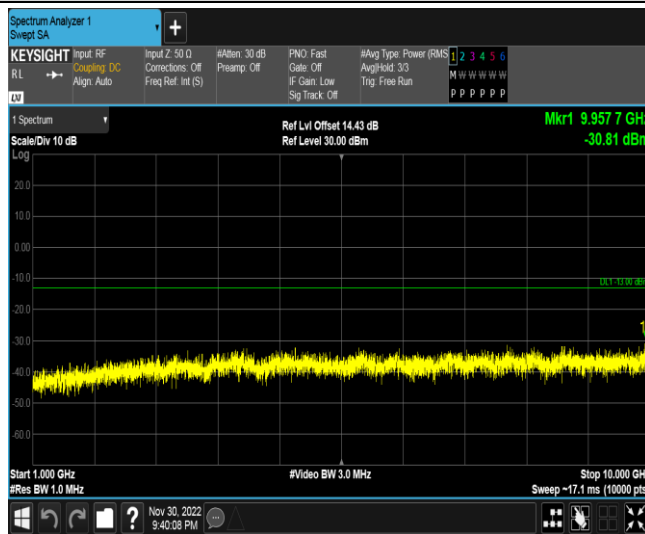 Spectrum Analyzer 1
Swept SA
KEYSIGHT
RL
LXI
Input: RF
Coupling: DC
Align: Auto
Input Z: 50 Ω
Corrections: Off
Freq Ref: Int (S)
#Atten: 30 dB
Preamp: Off
PNO: Fast
Gate: Off
IF Gain: Low
Sig Track: Off
#Avg Type: Power (RMS
Avg|Hold: 3/3
Trig: Free Run
1 2 3 4 5 6
M W W W W W
P P P P P P
1 Spectrum
Scale/Div 10 dB
Log
Ref Lvl Offset 14.43 dB
Ref Level 30.00 dBm
Mkr1 9.957 7 GHz
-30.81 dBm
20.0
10.0
0.00
-10.0
DL1 -13.00 dBm
-20.0
1
-30.0
-40.0
-50.0
-60.0
Start 1.000 GHz
#Res BW 1.0 MHz
#Video BW 3.0 MHz
Stop 10.000 GH
Sweep ~17.1 ms (10000 pts
?
Nov 30, 2022
9:40:08 PM